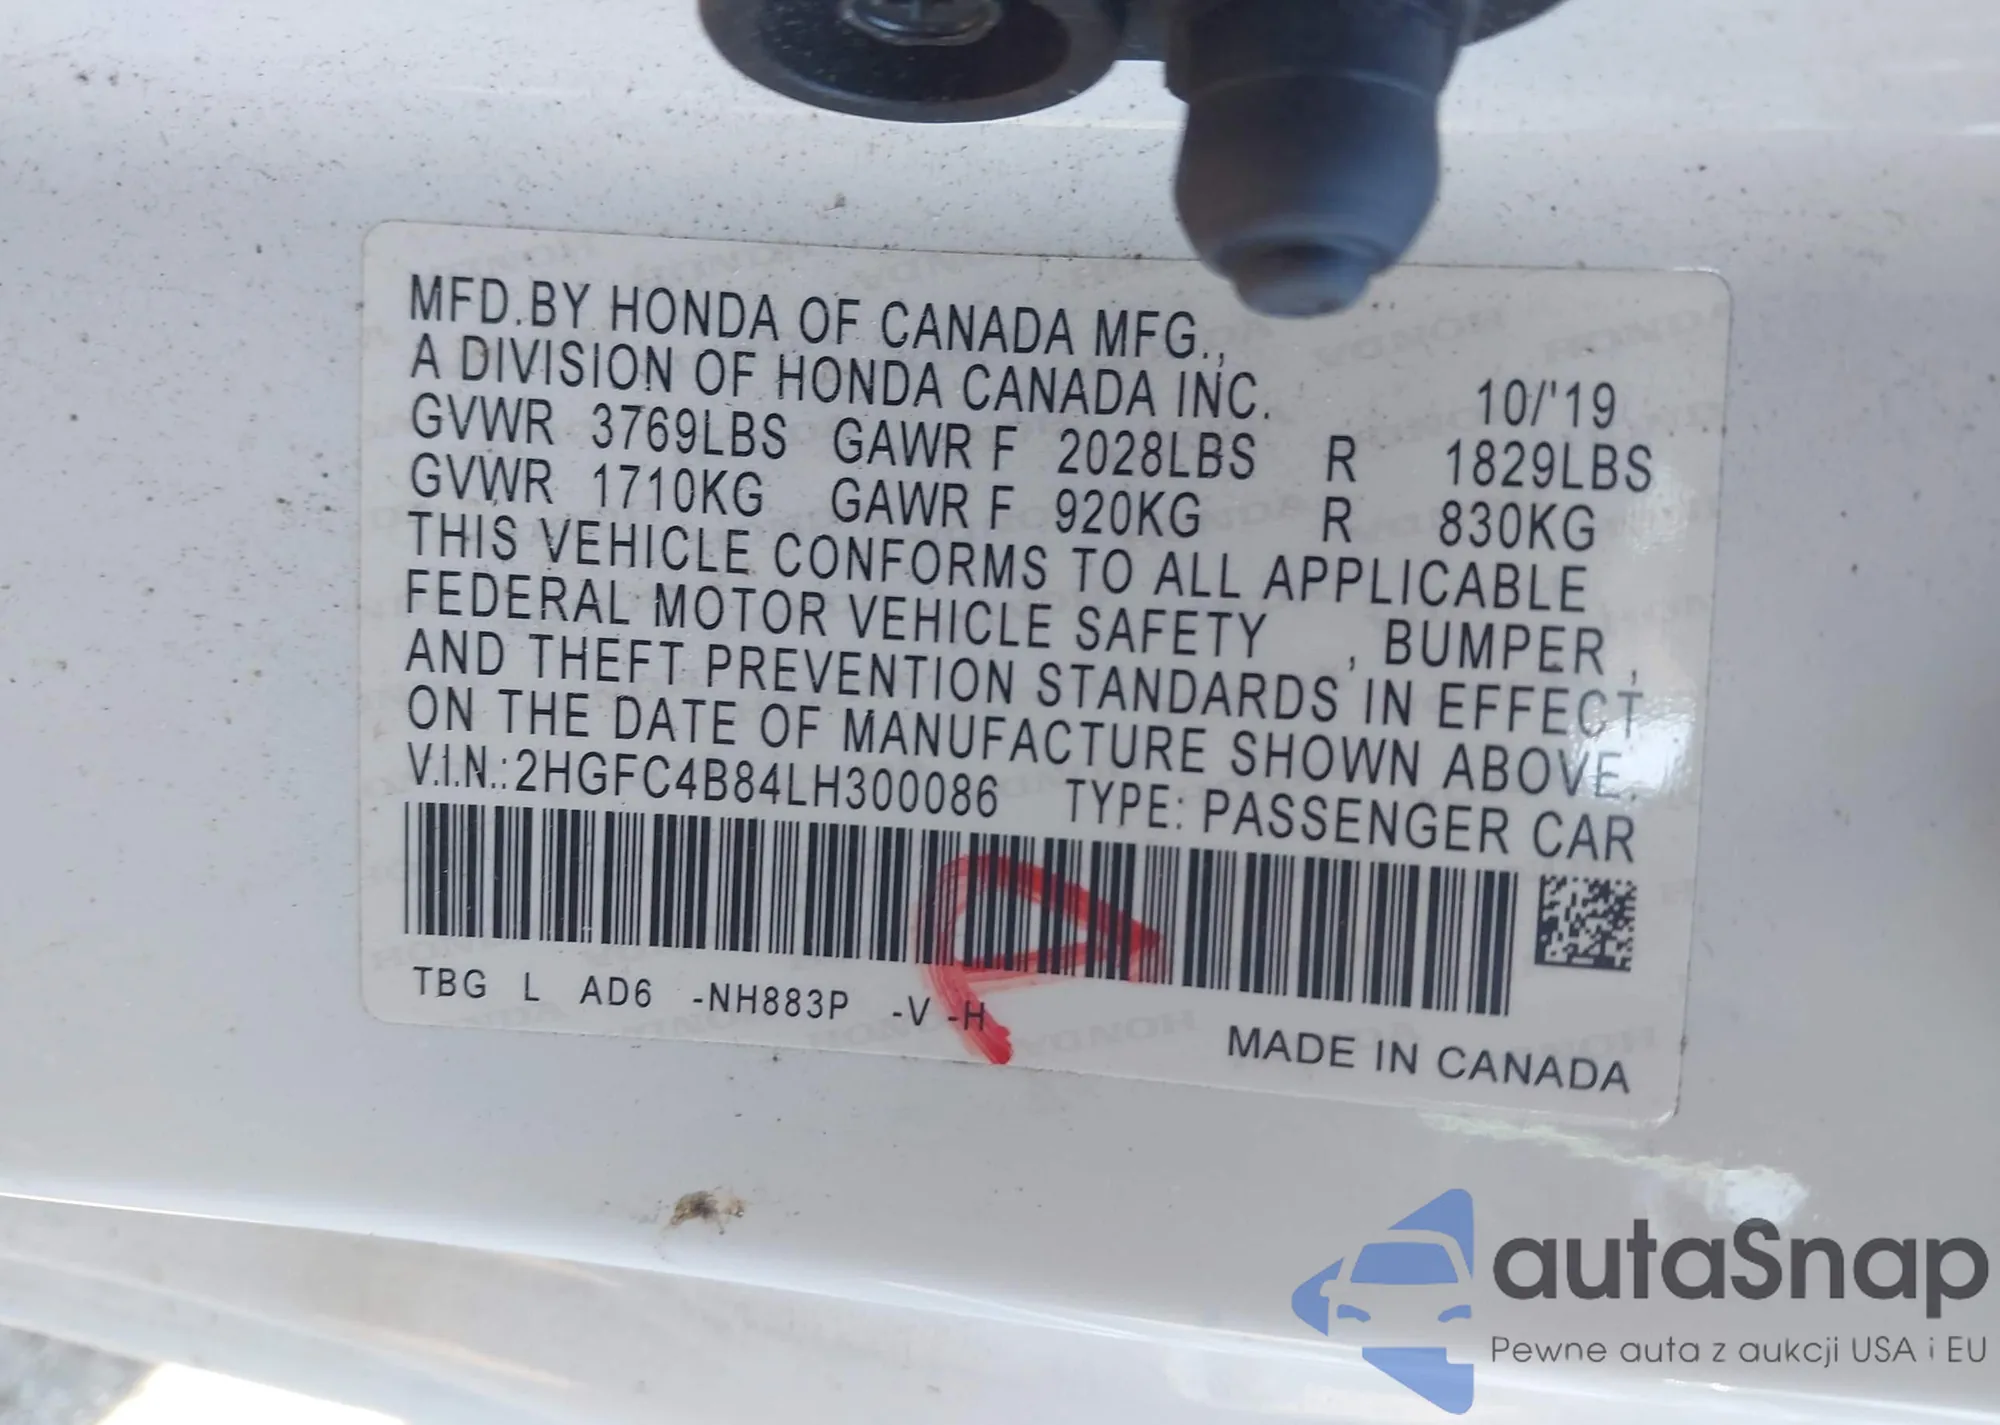 MFD.BY HONDA OF CANADA MFG.,
A DIVISION OF HONDA CANADA INC. 10/'19
GVWR 3769LBS GAWR F 2028LBS R 1829LBS
GVWR 1710KG GAWR F 920KG R 830KG
THIS VEHICLE CONFORMS TO ALL APPLICABLE
FEDERAL MOTOR VEHICLE SAFETY , BUMPER ,
AND THEFT PREVENTION STANDARDS IN EFFECT
ON THE DATE OF MANUFACTURE SHOWN ABOVE.
V.I.N.:2HGFC4B84LH300086 TYPE: PASSENGER CAR
TBG L AD6 -NH883P -V -H
MADE IN CANADA
autaSnap
Pewne auta z aukcji USA i EU